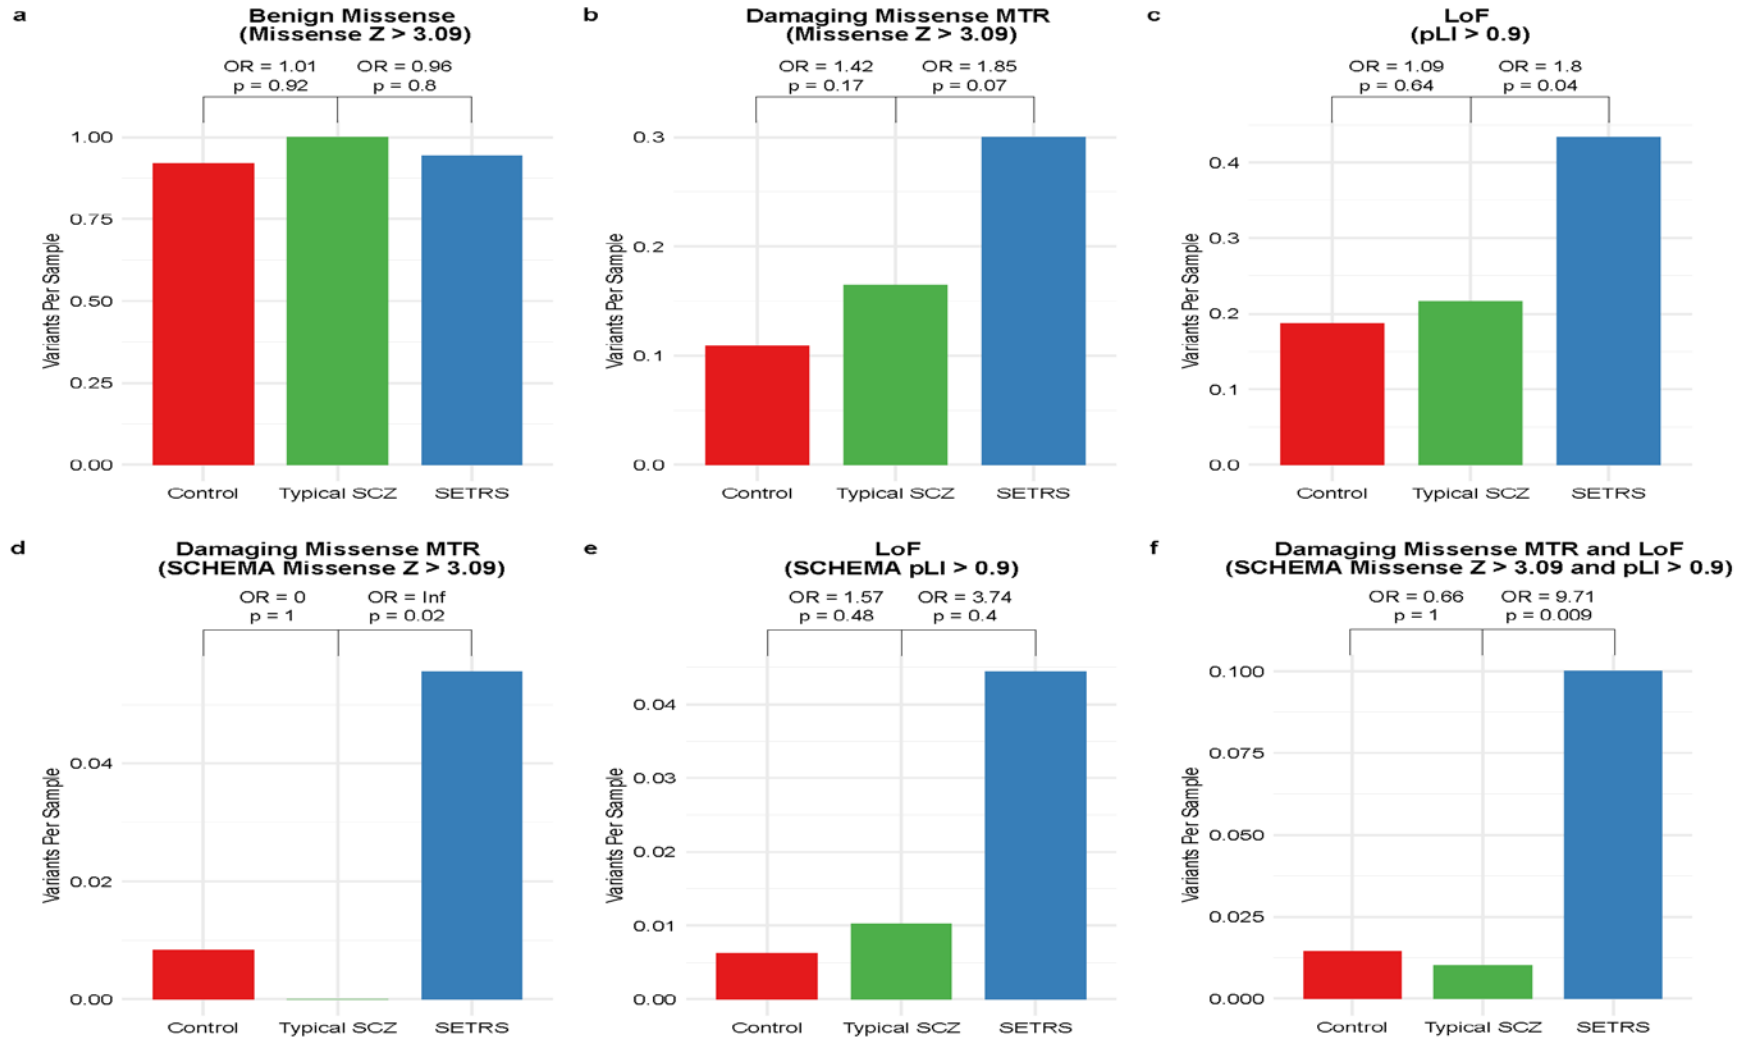 a
Benign Missense
(Missense Z > 3.09)
OR = 1.01 OR = 0.96
p = 0.92 p = 0.8
1.00
0.75
0.50
0.25
0.00
Variants Per Sample
Control Typical SCZ SETRS
b
Damaging Missense MTR
(Missense Z > 3.09)
OR = 1.42 OR = 1.85
p = 0.17 p = 0.07
0.3
0.2
0.1
0.0
Variants Per Sample
Control Typical SCZ SETRS
c
LoF
(pLI > 0.9)
OR = 1.09 OR = 1.8
p = 0.64 p = 0.04
0.4
0.3
0.2
0.1
0.0
Variants Per Sample
Control Typical SCZ SETRS
d
Damaging Missense MTR
(SCHEMA Missense Z > 3.09)
OR = 0 OR = Inf
p = 1 p = 0.02
0.04
0.02
0.00
Variants Per Sample
Control Typical SCZ SETRS
e
LoF
(SCHEMA pLI > 0.9)
OR = 1.57 OR = 3.74
p = 0.48 p = 0.4
0.04
0.03
0.02
0.01
0.00
Variants Per Sample
Control Typical SCZ SETRS
f
Damaging Missense MTR and LoF
(SCHEMA Missense Z > 3.09 and pLI > 0.9)
OR = 0.66 OR = 9.71
p = 1 p = 0.009
0.100
0.075
0.050
0.025
0.000
Variants Per Sample
Control Typical SCZ SETRS